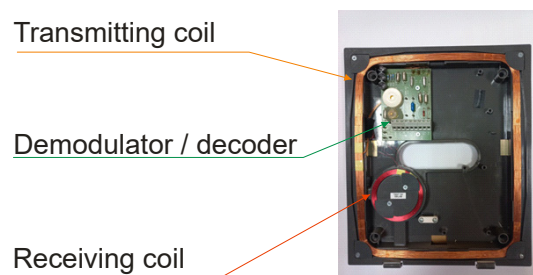 Transmitting coil
Demodulator / decoder
Receiving coil